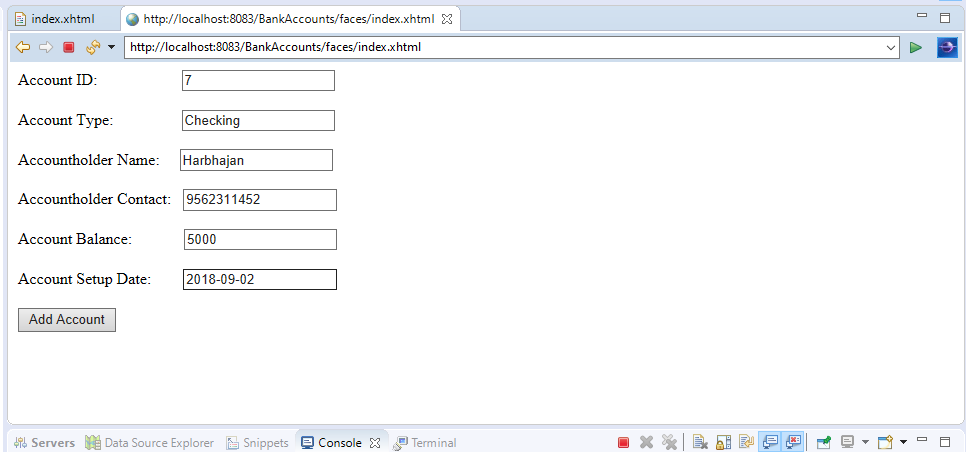 index.xhtml http://localhost:8083/BankAccounts/faces/index.xhtml
http://localhost:8083/BankAccounts/faces/index.xhtml
Account ID: 7
Account Type: Checking
Accountholder Name: Harbhajan
Accountholder Contact: 9562311452
Account Balance: 5000
Account Setup Date: 2018-09-02
Add Account
Servers Data Source Explorer Snippets Console Terminal